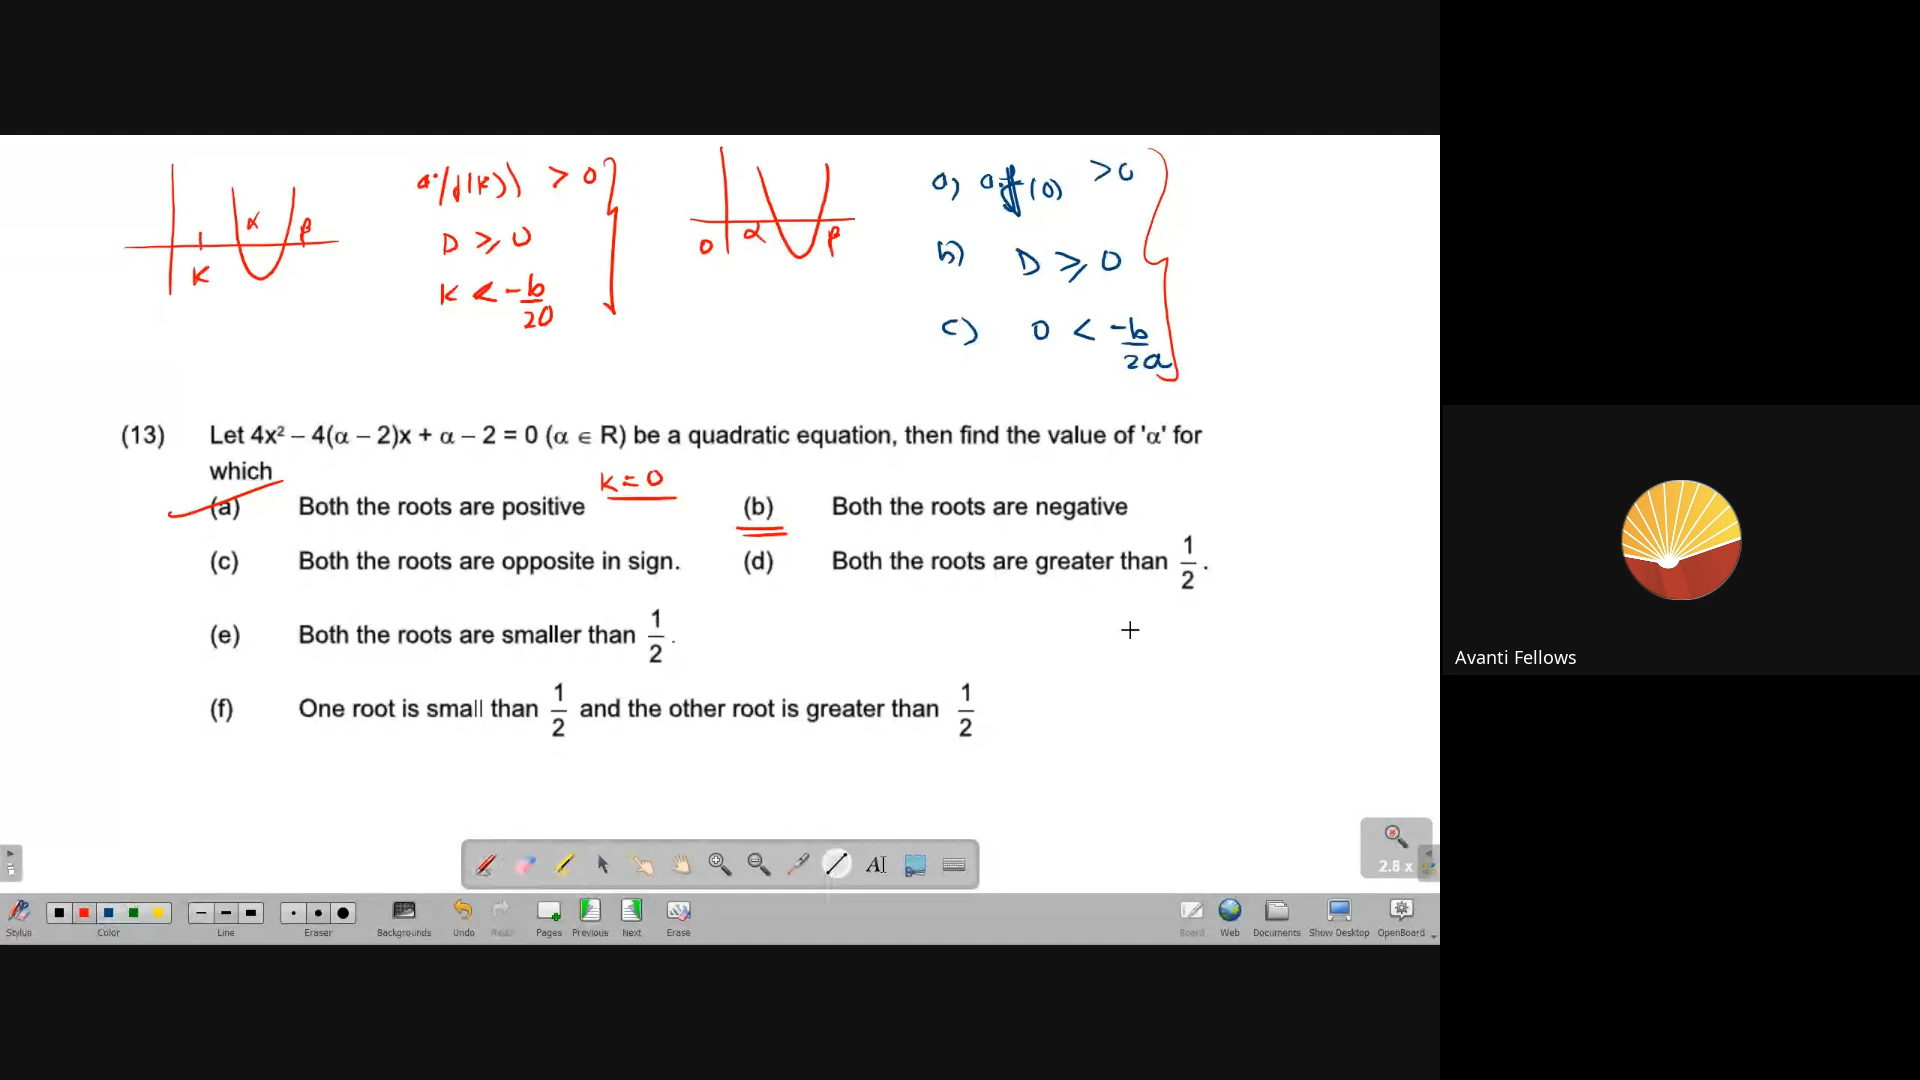 a.f(k)) > 0
D ⩾ 0
K < -b/20
K
α
β
0
α
β
a) a.f(0) >0
b) D ⩾ 0
c) 0 < -b/2a
(13) Let 4x² – 4(α – 2)x + α – 2 = 0 (α ∈ R) be a quadratic equation, then find the value of 'α' for
which
K = 0
(a) Both the roots are positive (b) Both the roots are negative
(c) Both the roots are opposite in sign. (d) Both the roots are greater than 1/2.
(e) Both the roots are smaller than 1/2.
(f) One root is small than 1/2 and the other root is greater than 1/2
Avanti Fellows
AI
2.8 x
Stylus Color Line Eraser Backgrounds Undo Redo Pages Previous Next Erase Board Web Documents Show Desktop OpenBoard